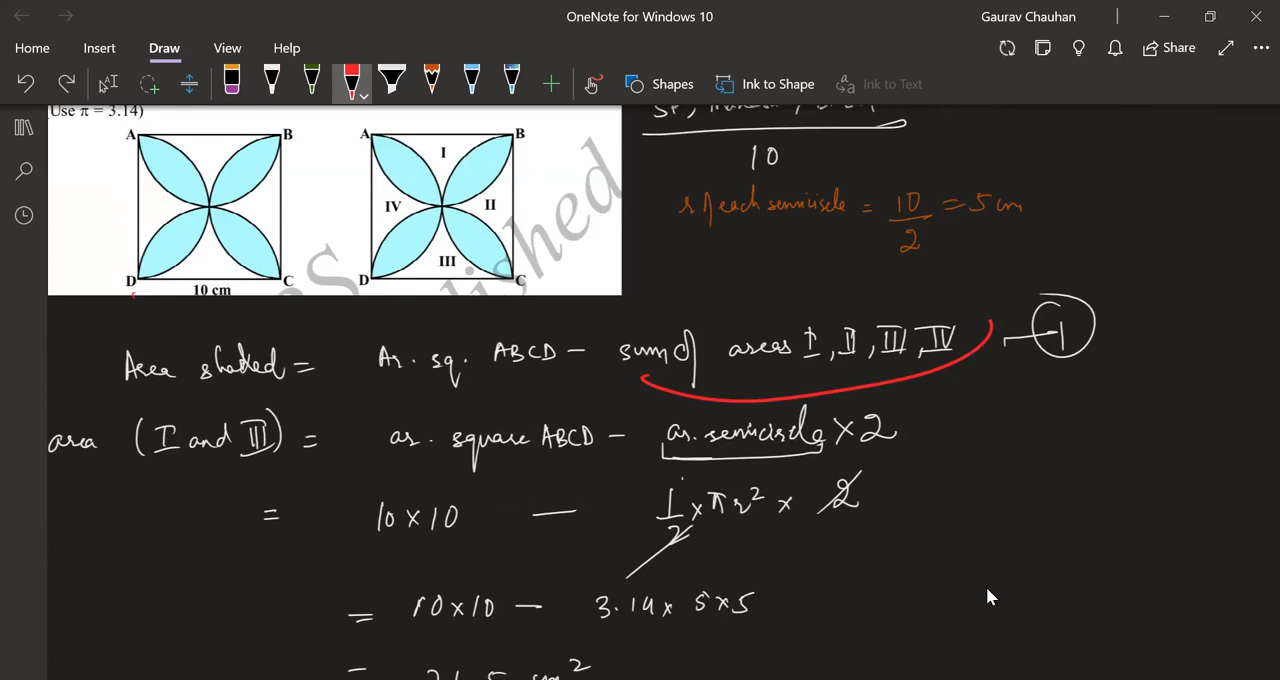 OneNote for Windows 10
Gaurav Chauhan
Home Insert Draw View Help
Share
Shapes Ink to Shape Ink to Text
Use π = 3.14)
A B A B
I
IV II
III
D C D C
10 cm
10
r of each semicircle = 10/2 = 5 cm
Area shaded = Ar. sq. ABCD - sum of areas I, II, III, IV — 1
area (I and III) = ar. square ABCD - ar. semicircle × 2
= 10 × 10 — 1/2 × πr² × 2
= 10 × 10 — 3.14 × 5 × 5
= 21.5 cm²